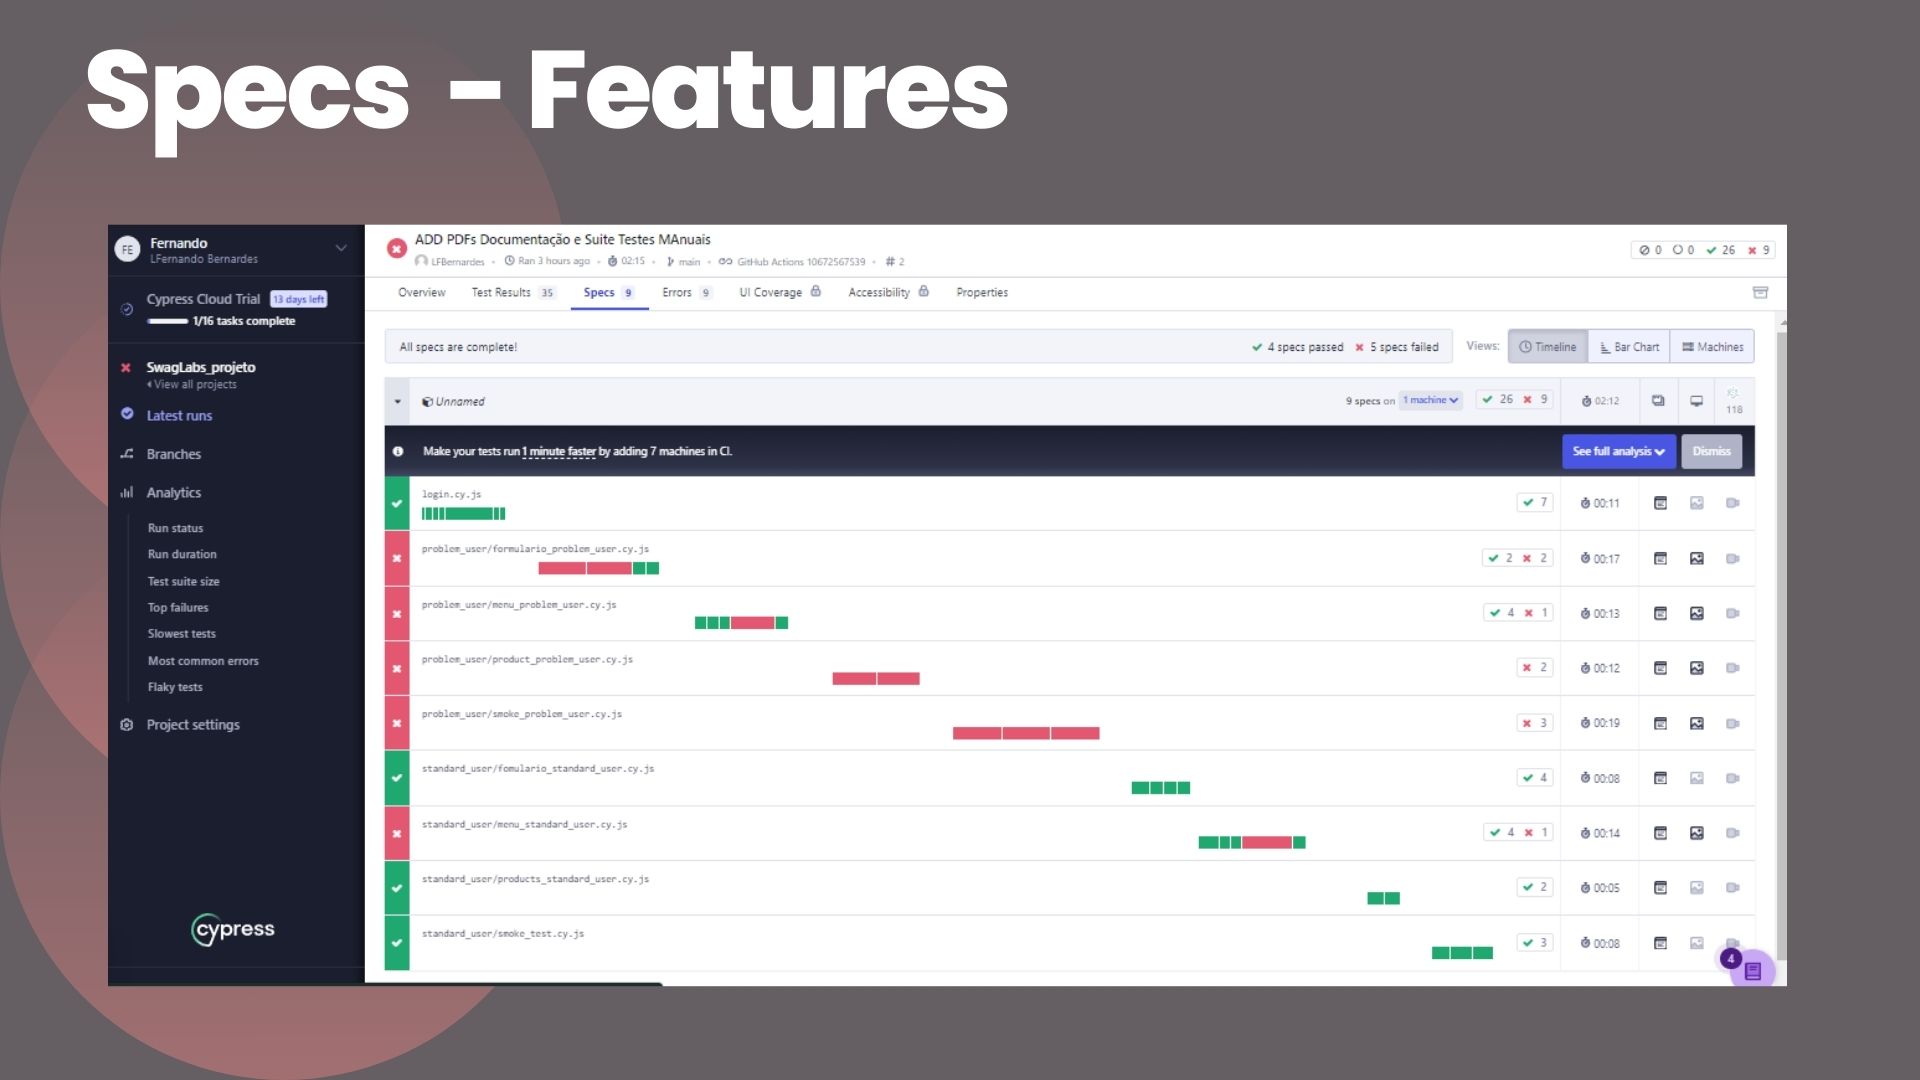 Specs - Features
FE
Fernando
LFernando Bernardes
Cypress Cloud Trial 13 days left
1/16 tasks complete
SwagLabs_projeto
View all projects
Latest runs
Branches
Analytics
Run status
Run duration
Test suite size
Top failures
Slowest tests
Most common errors
Flaky tests
Project settings
cypress
ADD PDFs Documentação e Suite Testes MAnuais
LFBernardes Ran 3 hours ago 02:15 main GitHub Actions 10672567539 # 2
0 0 26 9
Overview Test Results 35 Specs 9 Errors 9 UI Coverage Accessibility Properties
All specs are complete! 4 specs passed 5 specs failed Views: Timeline Bar Chart Machines
Unnamed 9 specs on 1 machine 26 9 02:12 118
Make your tests run 1 minute faster by adding 7 machines in CI. See full analysis Dismiss
login.cy.js 7 00:11
problem_user/formulario_problem_user.cy.js 2 2 00:17
problem_user/menu_problem_user.cy.js 4 1 00:13
problem_user/product_problem_user.cy.js 2 00:12
problem_user/smoke_problem_user.cy.js 3 00:19
standard_user/fomulario_standard_user.cy.js 4 00:08
standard_user/menu_standard_user.cy.js 4 1 00:14
standard_user/products_standard_user.cy.js 2 00:05
standard_user/smoke_test.cy.js 3 00:08
4